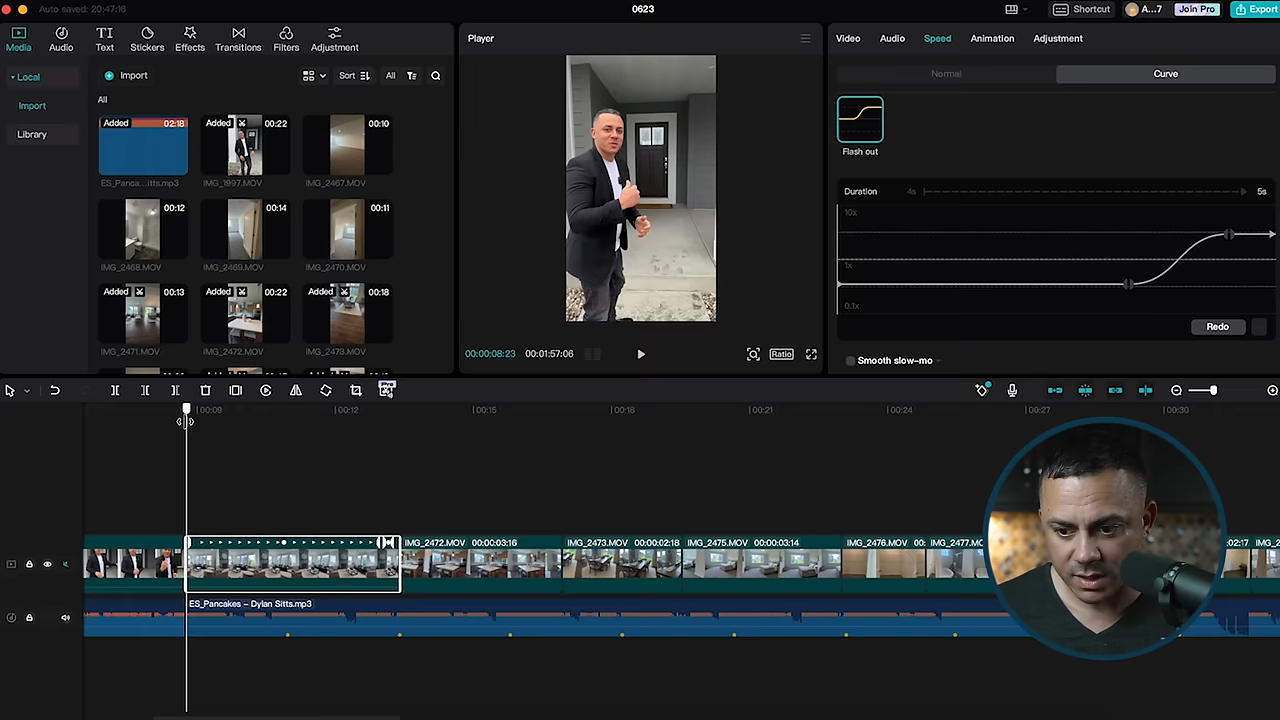 Auto saved: 20:47:16
0623
Shortcut
A...7
Join Pro
Export
Media
Audio
Text
Stickers
Effects
Transitions
Filters
Adjustment
Player
Video
Audio
Speed
Animation
Adjustment
Local
Import
Library
Import
Sort
All
All
Added 02:18
ES_Panca...itts.mp3
Added 00:22
IMG_1997.MOV
00:10
IMG_2467.MOV
00:12
IMG_2468.MOV
00:14
IMG_2469.MOV
00:11
IMG_2470.MOV
Added 00:13
IMG_2471.MOV
Added 00:22
IMG_2472.MOV
Added 00:18
IMG_2473.MOV
00:00:08:23
00:01:57:06
Ratio
Normal
Curve
Flash out
Duration
4s
5s
10x
1x
0.1x
Redo
Smooth slow-mo
Pro
00:09
00:12
00:15
00:18
00:21
00:24
00:27
00:30
IMG_2472.MOV 00:00:03:16
IMG_2473.MOV 00:00:02:18
IMG_2475.MOV 00:00:03:14
IMG_2476.MOV 00:
IMG_2477.MO
:02:17
IMG_2
ES_Pancakes – Dylan Sitts.mp3